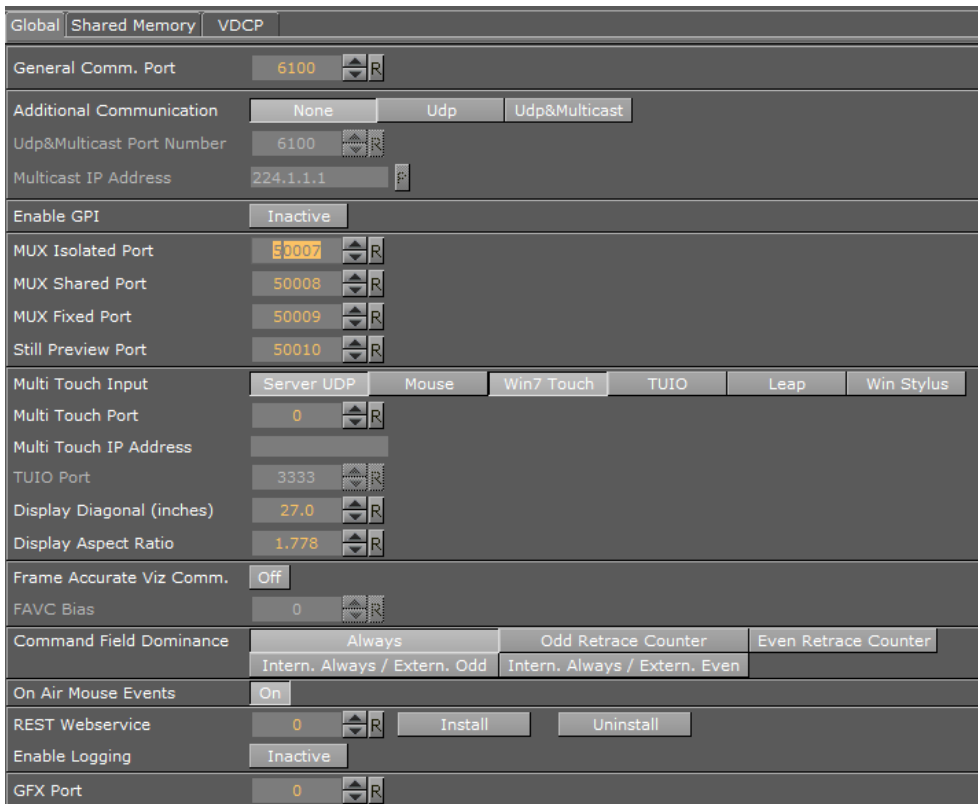 Global Shared Memory VDCP
General Comm. Port 6100 R
Additional Communication None Udp Udp&Multicast
Udp&Multicast Port Number 6100 R
Multicast IP Address 224.1.1.1 P
Enable GPI Inactive
MUX Isolated Port 50007 R
MUX Shared Port 50008 R
MUX Fixed Port 50009 R
Still Preview Port 50010 R
Multi Touch Input Server UDP Mouse Win7 Touch TUIO Leap Win Stylus
Multi Touch Port 0 R
Multi Touch IP Address
TUIO Port 3333 R
Display Diagonal (inches) 27.0 R
Display Aspect Ratio 1.778 R
Frame Accurate Viz Comm. Off
FAVC Bias 0 R
Command Field Dominance Always Odd Retrace Counter Even Retrace Counter
Intern. Always / Extern. Odd Intern. Always / Extern. Even
On Air Mouse Events On
REST Webservice 0 R Install Uninstall
Enable Logging Inactive
GFX Port 0 R